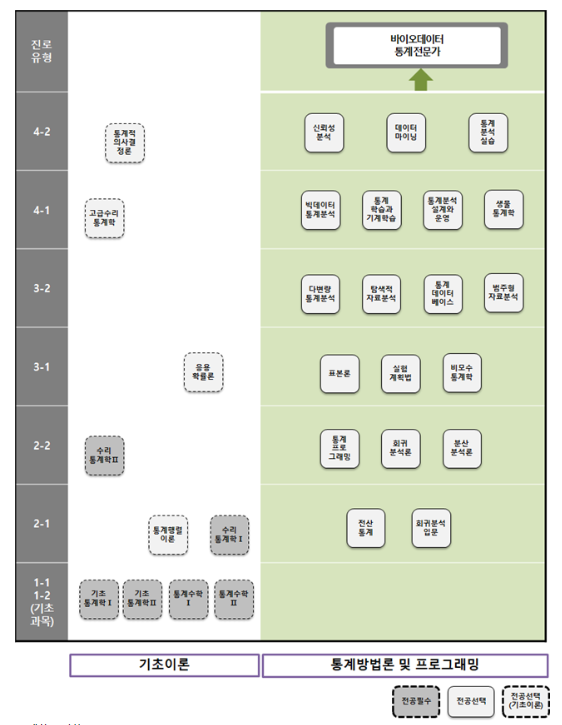 진로
유형
바이오데이터
통계전문가
4-2
통계적
의사결
정론
신뢰성
분석
데이터
마이닝
통계
분석
실습
4-1
고급수리
통계학
빅데이터
통계분석
통계
학습과
기계학습
통계분석
설계와
운영
생물
통계학
3-2
다변량
통계분석
탐색적
자료분석
통계
데이터
베이스
범주형
자료분석
3-1
응용
확률론
표본론
실험
계획법
비모수
통계학
2-2
수리
통계학II
통계
프로
그래밍
회귀
분석론
분산
분석론
2-1
통계행렬
이론
수리
통계학 I
전산
통계
회귀분석
입문
1-1
1-2
(기초
과목)
기초
통계학 I
기초
통계학II
통계수학
I
통계수학
II
기초이론
통계방법론 및 프로그래밍
전공필수
전공선택
전공선택
(기초이론)